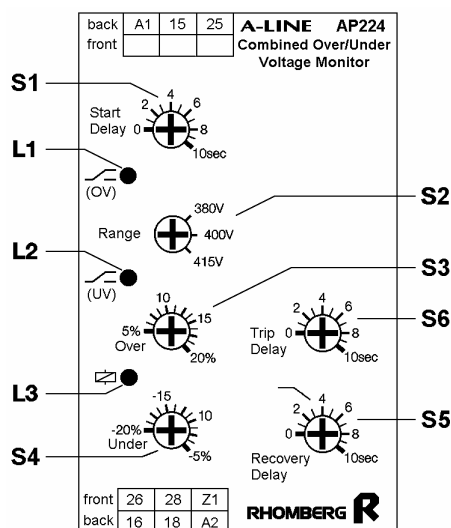 back A1 15 25 A-LINE AP224
front Combined Over/Under
Voltage Monitor
S1
Start
Delay
0 2 4 6 8 10sec
L1
(OV)
S2
Range
380V
400V
415V
L2
(UV)
S3
5% 10 15 20%
Over
S6
Trip
Delay
0 2 4 6 8 10sec
L3
S4
-20% -15 10 -5%
Under
S5
Recovery
Delay
0 2 4 6 8 10sec
front 26 28 Z1
back 16 18 A2
RHOMBERG R